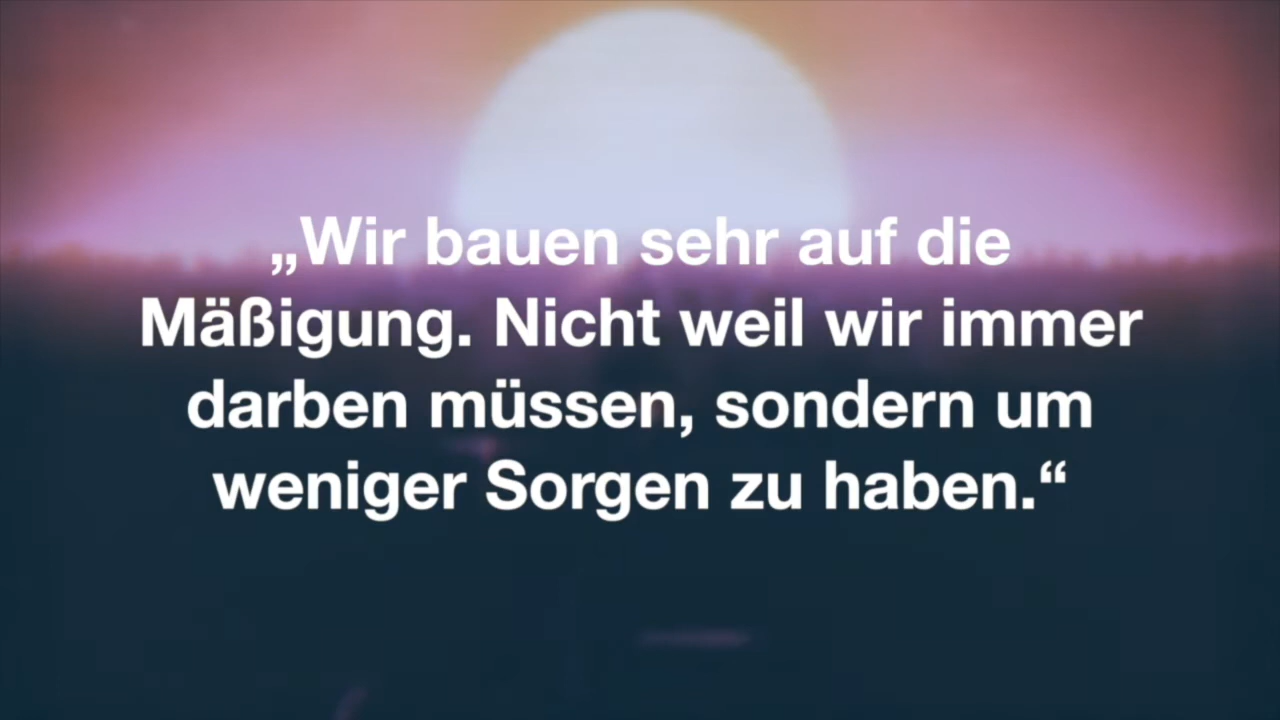 „Wir bauen sehr auf die
Mäßigung. Nicht weil wir immer
darben müssen, sondern um
weniger Sorgen zu haben.“